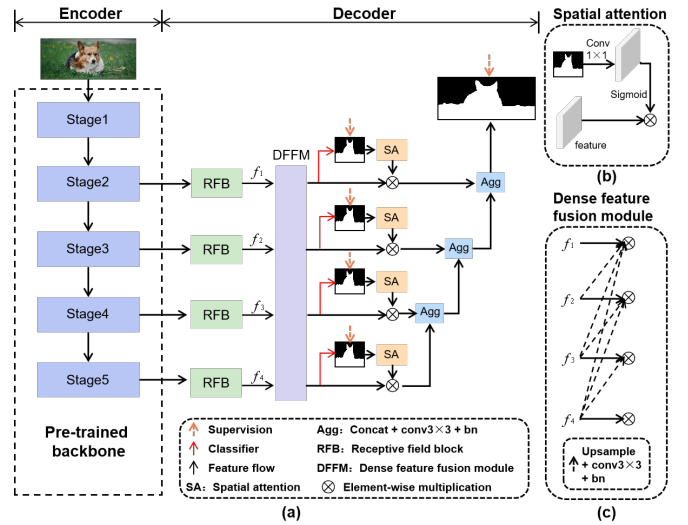 Encoder
Decoder
Stage1
Stage2
Stage3
Stage4
Stage5
Pre-trained
backbone
RFB
RFB
RFB
RFB
f1
f2
f3
f4
DFFM
SA
SA
SA
SA
Agg
Agg
Agg
Supervision
Classifier
Feature flow
SA: Spatial attention
Agg: Concat + conv3×3 + bn
RFB: Receptive field block
DFFM: Dense feature fusion module
Element-wise multiplication
(a)
Spatial attention
Conv
1×1
Sigmoid
feature
(b)
Dense feature
fusion module
f1
f2
f3
f4
Upsample
+ conv3×3
+ bn
(c)